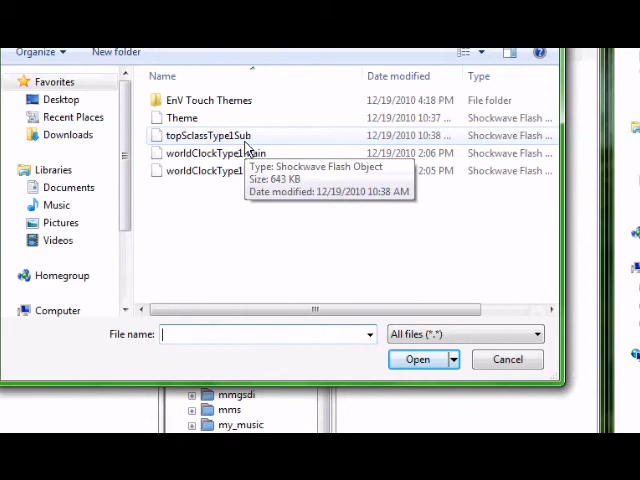 Organize New folder
Favorites
Desktop
Recent Places
Downloads
Libraries
Documents
Music
Pictures
Videos
Homegroup
Computer
Name Date modified Type
EnV Touch Themes 12/19/2010 4:18 PM File folder
Theme 12/19/2010 10:37 ... Shockwave Flash ...
topSclassType1Sub 12/19/2010 10:38 ... Shockwave Flash ...
worldClockType1 12/19/2010 2:06 PM Shockwave Flash ...
worldClockType1 2:05 PM Shockwave Flash ...
Type: Shockwave Flash Object
Size: 643 KB
Date modified: 12/19/2010 10:38 AM
File name: All files (*.*)
Open Cancel
mmgsdi
mms
my_music